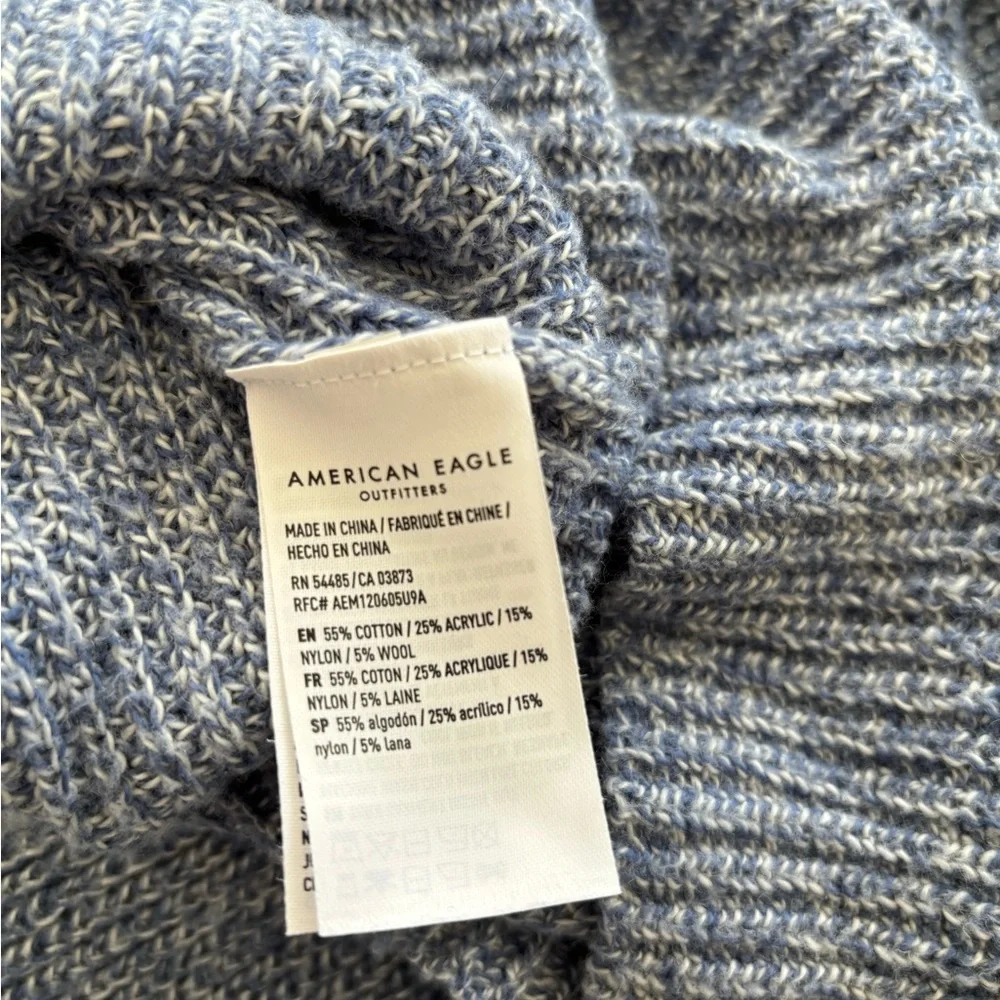 AMERICAN EAGLE
OUTFITTERS
MADE IN CHINA / FABRIQUÉ EN CHINE /
HECHO EN CHINA
RN 54485 / CA 03873
RFC# AEM120605U9A
EN 55% COTTON / 25% ACRYLIC / 15%
NYLON / 5% WOOL
FR 55% COTON / 25% ACRYLIQUE / 15%
NYLON / 5% LAINE
SP 55% algodón / 25% acrílico / 15%
nylon / 5% lana